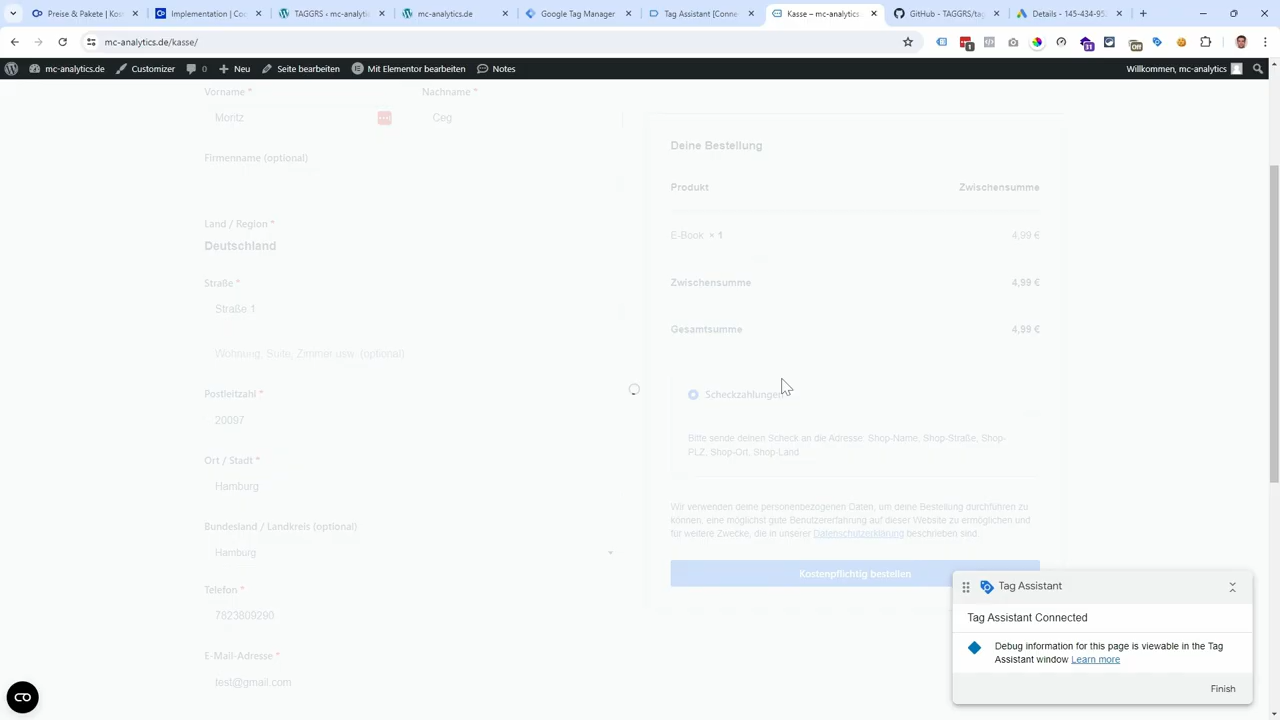 Preise & Pakete | Kos
Implementation | Coo
TAGGRS - mc-analytic
mc-analytics.de
Google Tag Manager
Tag Assistant [Conne
Kasse – mc-analytics.
GitHub - TAGGRS/tag
Details - 145-434-95
mc-analytics.de/kasse/
1
11
Off
mc-analytics.de
Customizer
0
Neu
Seite bearbeiten
Mit Elementor bearbeiten
Notes
Willkommen, mc-analytics
Vorname *
Nachname *
Moritz
Ceg
Firmenname (optional)
Land / Region *
Deutschland
Straße *
Straße 1
Wohnung, Suite, Zimmer usw. (optional)
Postleitzahl *
20097
Ort / Stadt *
Hamburg
Bundesland / Landkreis (optional)
Hamburg
Telefon *
7823809290
E-Mail-Adresse *
test@gmail.com
Deine Bestellung
Produkt
Zwischensumme
E-Book × 1
4,99 €
Zwischensumme
4,99 €
Gesamtsumme
4,99 €
Scheckzahlungen
Bitte sende deinen Scheck an die Adresse: Shop-Name, Shop-Straße, Shop-
PLZ, Shop-Ort, Shop-Land.
Wir verwenden deine personenbezogenen Daten, um deine Bestellung durchführen zu
können, eine möglichst gute Benutzererfahrung auf dieser Website zu ermöglichen und
für weitere Zwecke, die in unserer Datenschutzerklärung beschrieben sind.
Kostenpflichtig bestellen
Tag Assistant
Tag Assistant Connected
Debug information for this page is viewable in the Tag
Assistant window Learn more
Finish